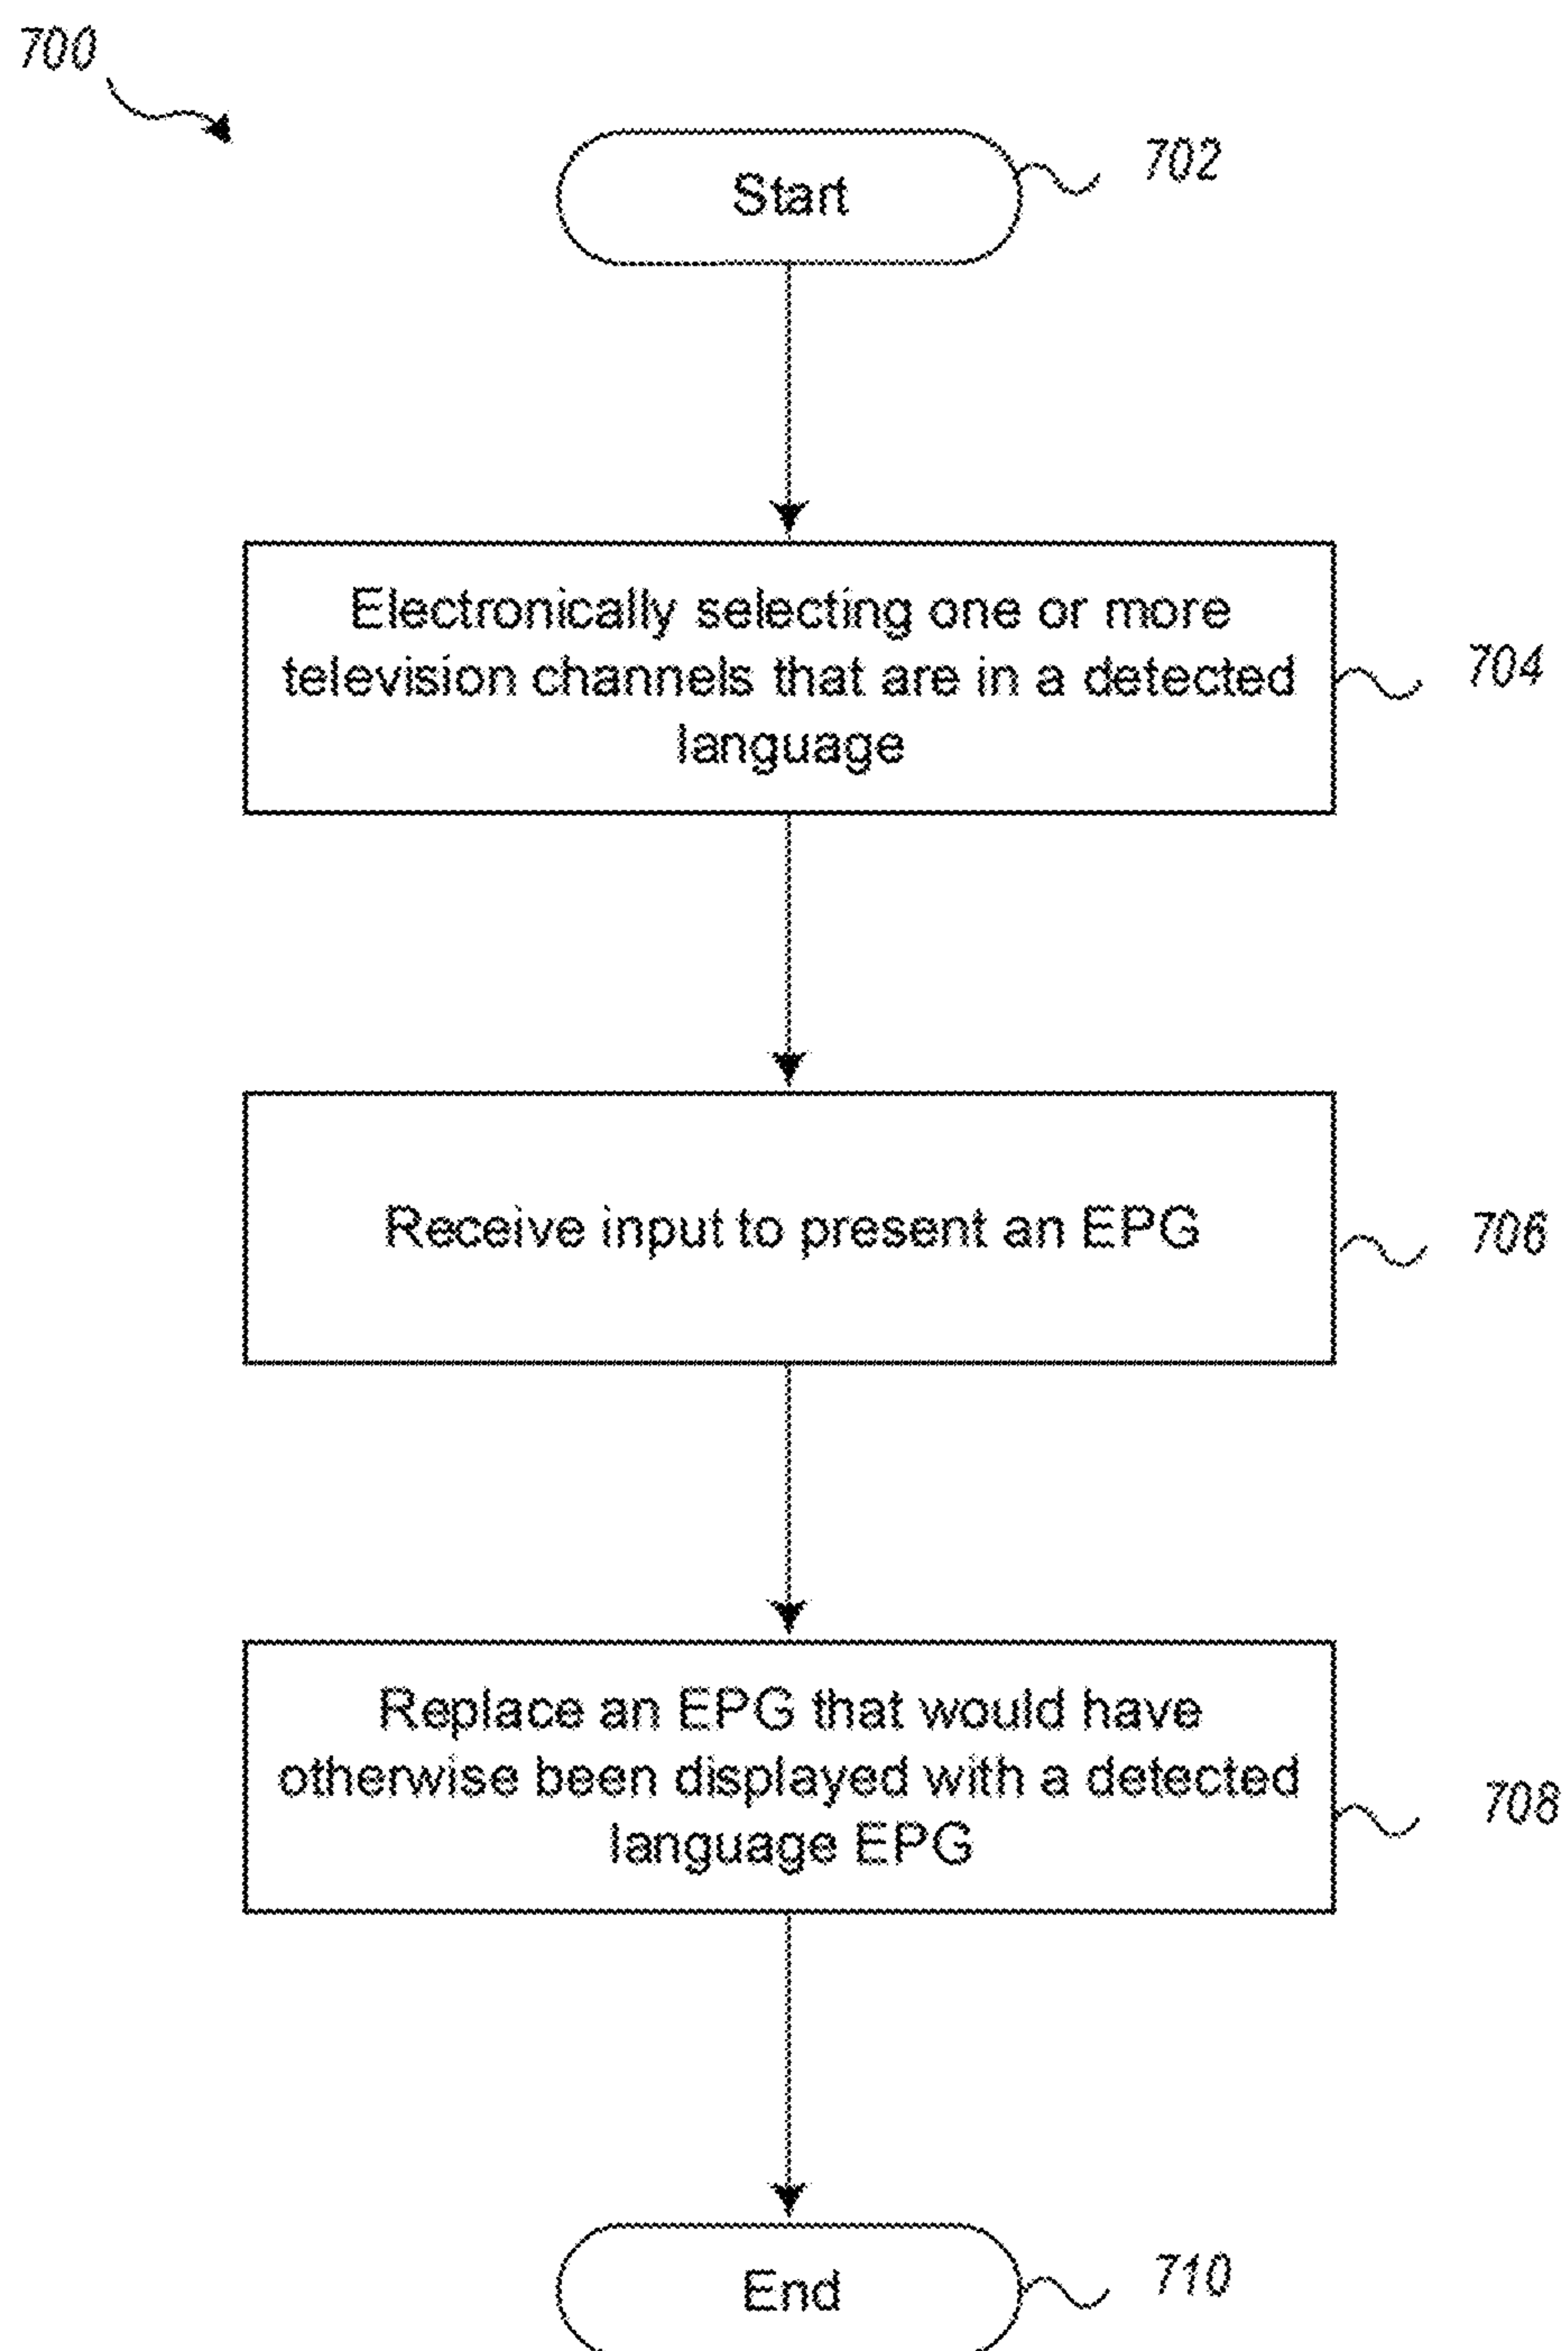 700
Start
702
Electronically selecting one or more
television channels that are in a detected
language
704
Receive input to present an EPG
706
Replace an EPG that would have
otherwise been displayed with a detected
language EPG
708
End
710